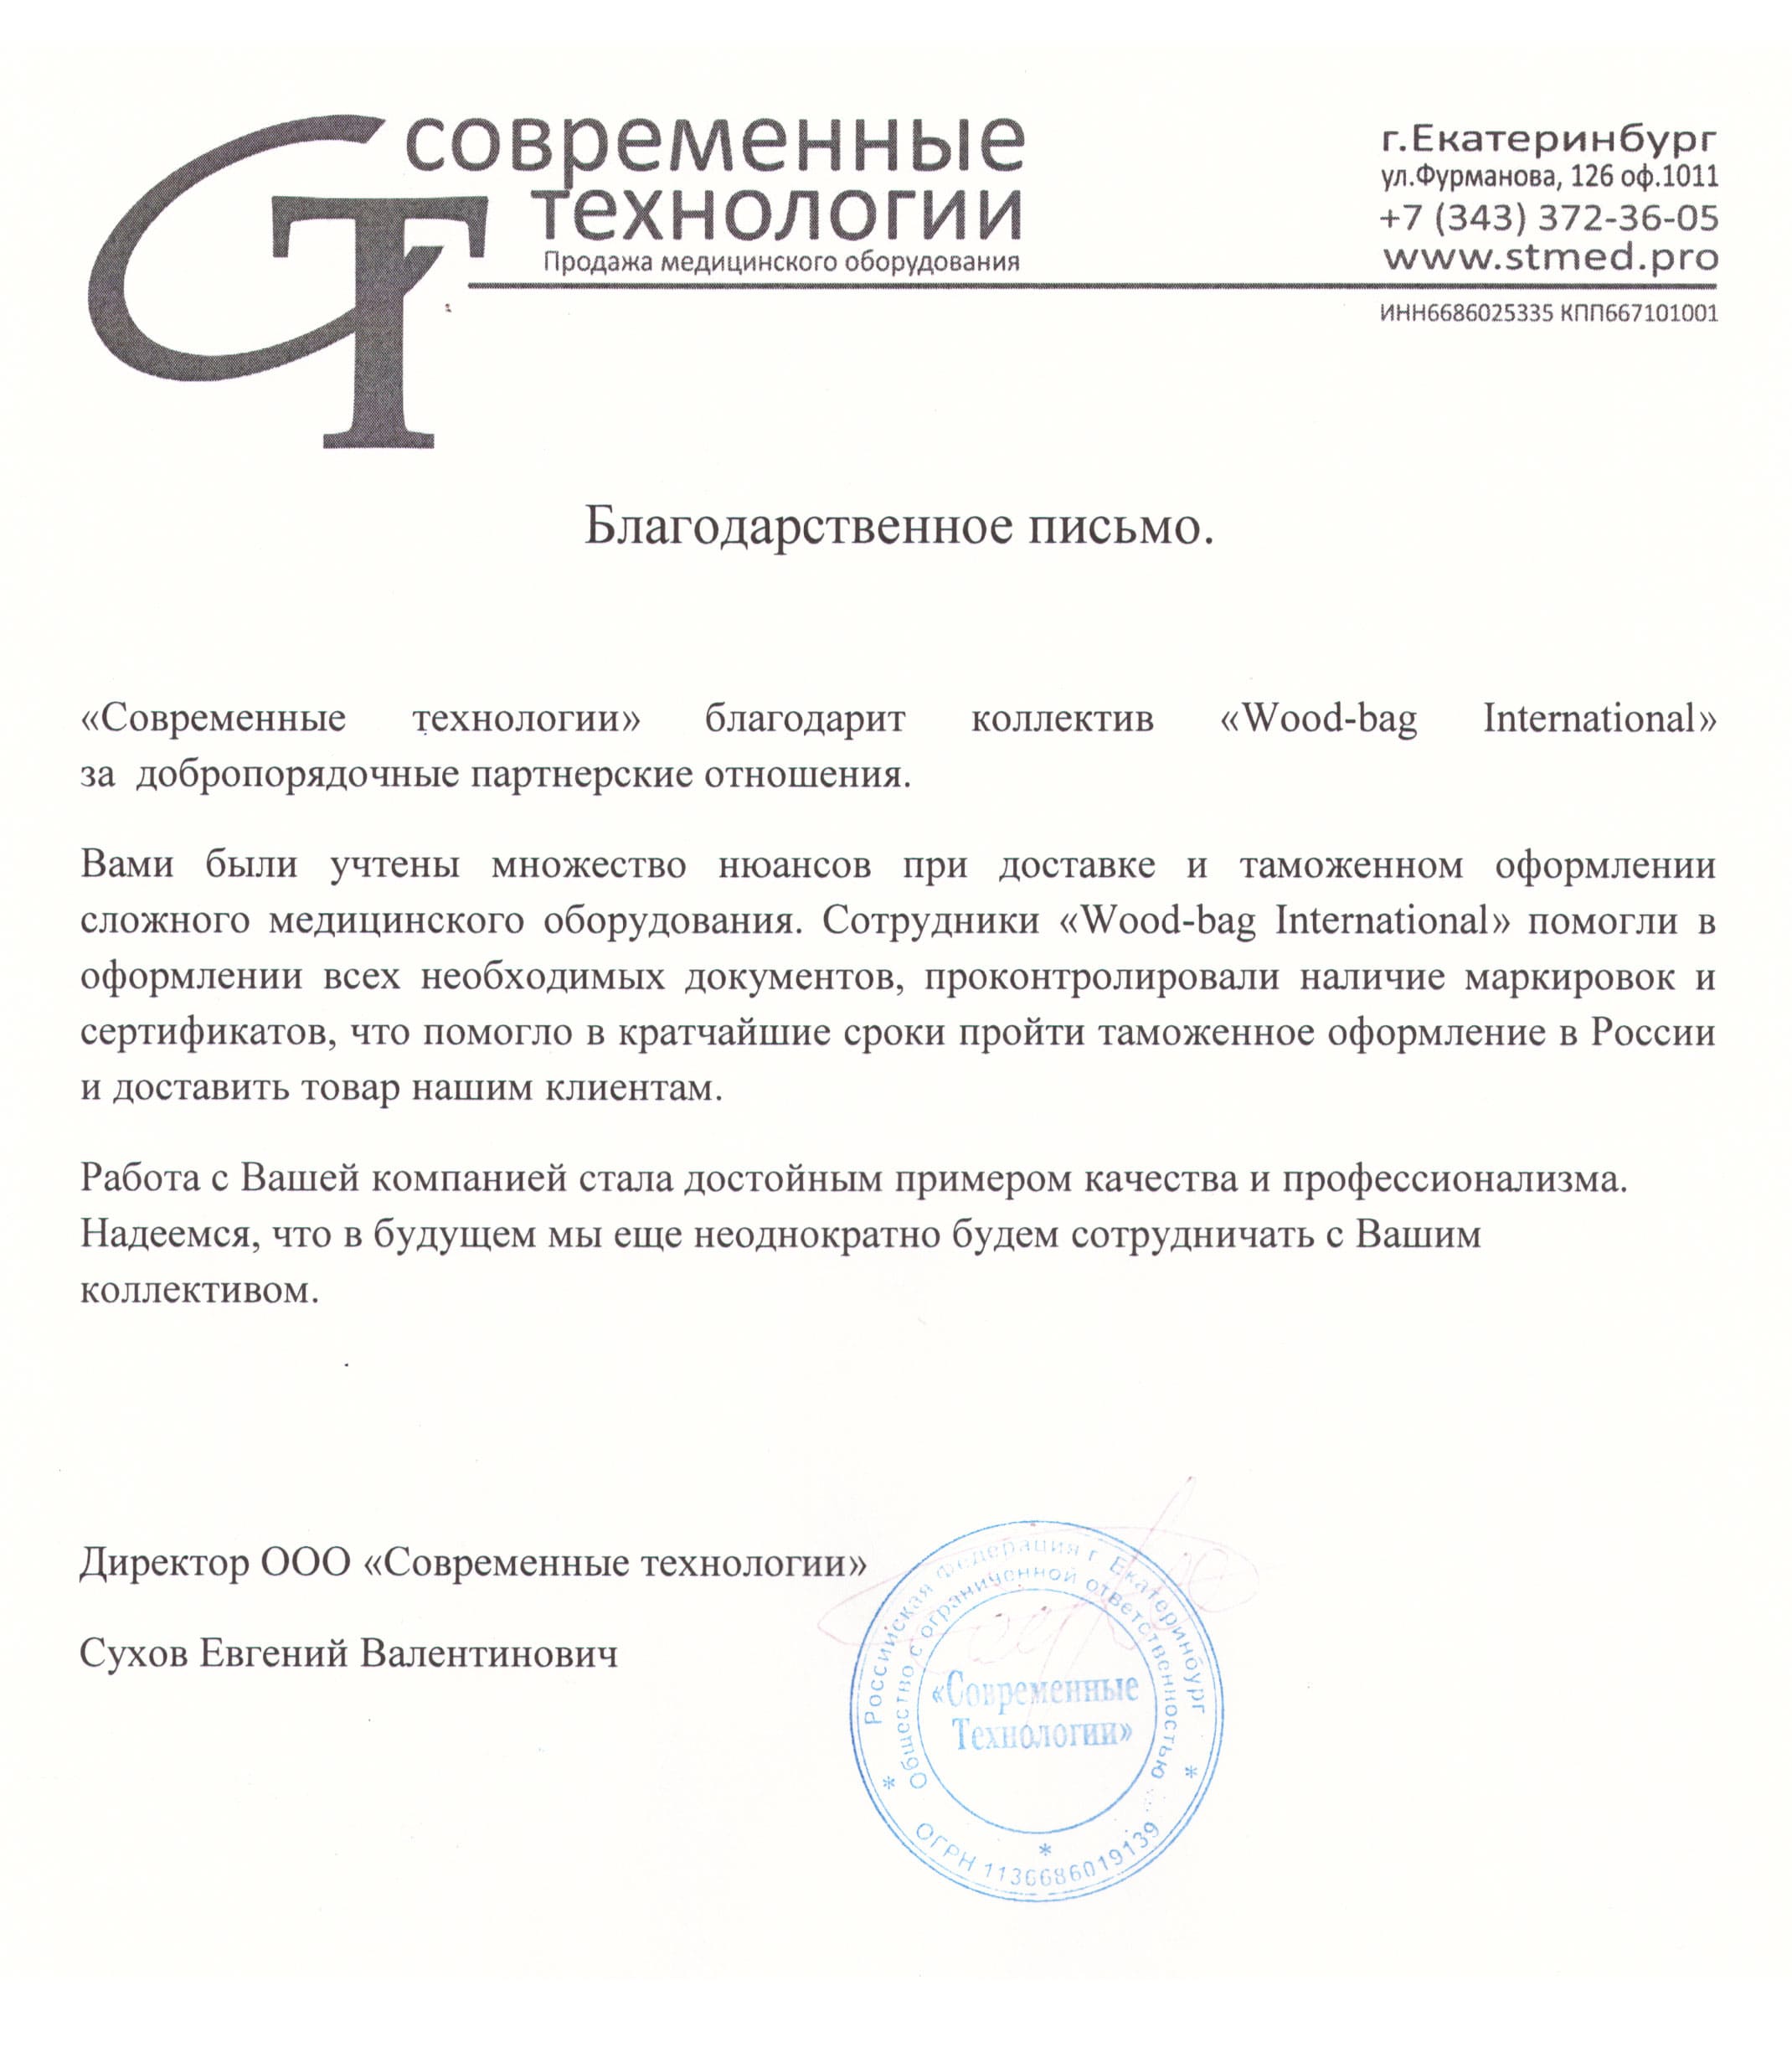 современные
технологии
Продажа медицинского оборудования
г.Екатеринбург
ул.Фурманова, 126 оф.1011
+7 (343) 372-36-05
www.stmed.pro
ИНН6686025335 КПП667101001
СТ
Благодарственное письмо.
«Современные технологии» благодарит коллектив «Wood-bag International»
за добропорядочные партнерские отношения.
Вами были учтены множество нюансов при доставке и таможенном оформлении
сложного медицинского оборудования. Сотрудники «Wood-bag International» помогли в
оформлении всех необходимых документов, проконтролировали наличие маркировок и
сертификатов, что помогло в кратчайшие сроки пройти таможенное оформление в России
и доставить товар нашим клиентам.
Работа с Вашей компанией стала достойным примером качества и профессионализма.
Надеемся, что в будущем мы еще неоднократно будем сотрудничать с Вашим
коллективом.
Директор ООО «Современные технологии»
Сухов Евгений Валентинович
Российская Федерация г. Екатеринбург
Общество с ограниченной ответственностью
«Современные
Технологии»
* ОГРН 1136686019139 *